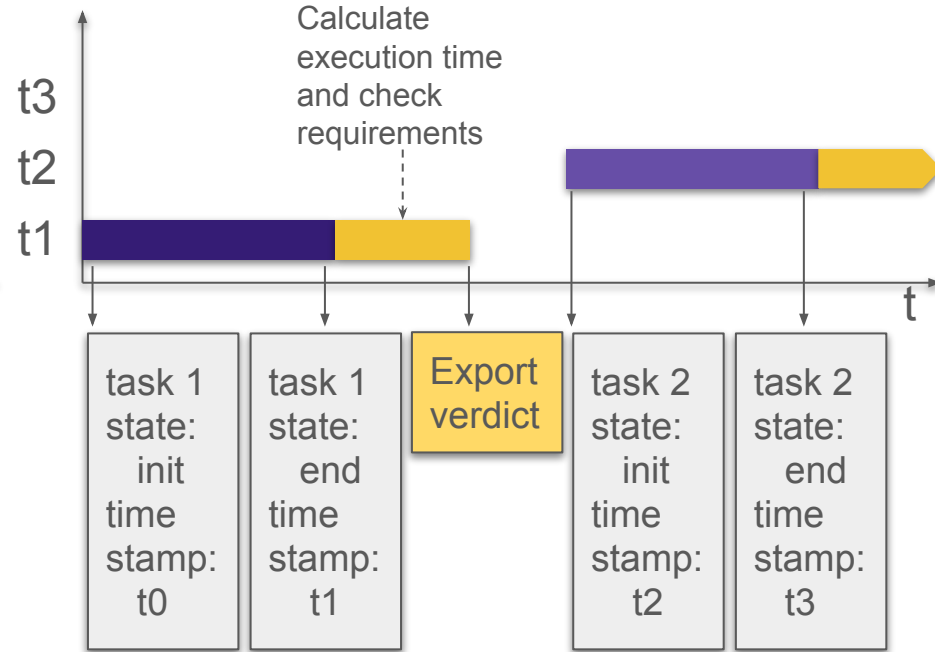 Calculate
execution time
and check
requirements
t3
t2
t1
t
task 1
state:
init
time
stamp:
t0
task 1
state:
end
time
stamp:
t1
Export
verdict
task 2
state:
init
time
stamp:
t2
task 2
state:
end
time
stamp:
t3